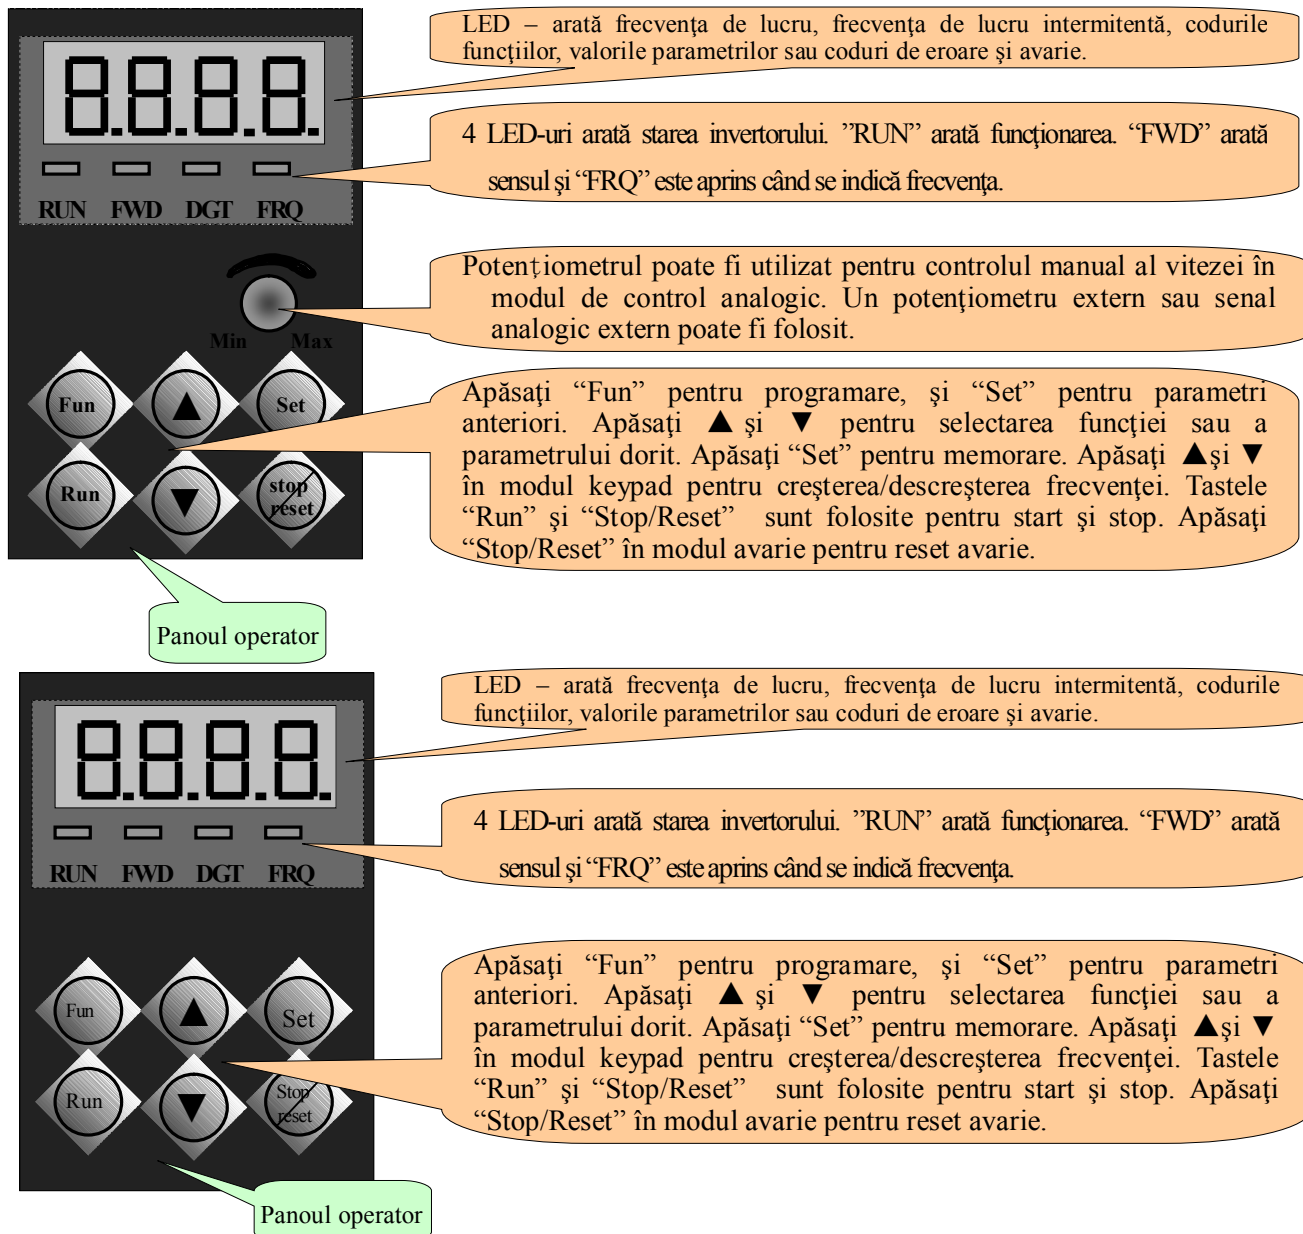 LED – arată frecvenţa de lucru, frecvenţa de lucru intermitentă, codurile
funcţiilor, valorile parametrilor sau coduri de eroare şi avarie.
8.8.8.8.
4 LED-uri arată starea invertorului. ”RUN” arată funcţionarea. “FWD” arată
sensul şi “FRQ” este aprins când se indică frecvenţa.
RUN FWD DGT FRQ
Potențiometrul poate fi utilizat pentru controlul manual al vitezei în
modul de control analogic. Un potenţiometru extern sau senal
analogic extern poate fi folosit.
Min Max
Apăsaţi “Fun” pentru programare, şi “Set” pentru parametri
anteriori. Apăsaţi ▲ şi ▼ pentru selectarea funcţiei sau a
parametrului dorit. Apăsaţi “Set” pentru memorare. Apăsaţi ▲şi ▼
în modul keypad pentru creşterea/descreşterea frecvenţei. Tastele
“Run” şi “Stop/Reset” sunt folosite pentru start şi stop. Apăsaţi
“Stop/Reset” în modul avarie pentru reset avarie.
Fun ▲ Set
Run ▼ stop
reset
Panoul operator
LED – arată frecvenţa de lucru, frecvenţa de lucru intermitentă, codurile
funcţiilor, valorile parametrilor sau coduri de eroare şi avarie.
8.8.8.8.
4 LED-uri arată starea invertorului. ”RUN” arată funcţionarea. “FWD” arată
sensul şi “FRQ” este aprins când se indică frecvenţa.
RUN FWD DGT FRQ
Apăsaţi “Fun” pentru programare, şi “Set” pentru parametri
anteriori. Apăsaţi ▲ şi ▼ pentru selectarea funcţiei sau a
parametrului dorit. Apăsaţi “Set” pentru memorare. Apăsaţi ▲şi ▼
în modul keypad pentru creşterea/descreşterea frecvenţei. Tastele
“Run” şi “Stop/Reset” sunt folosite pentru start şi stop. Apăsaţi
“Stop/Reset” în modul avarie pentru reset avarie.
Fun ▲ Set
Run ▼ Stop
reset
Panoul operator